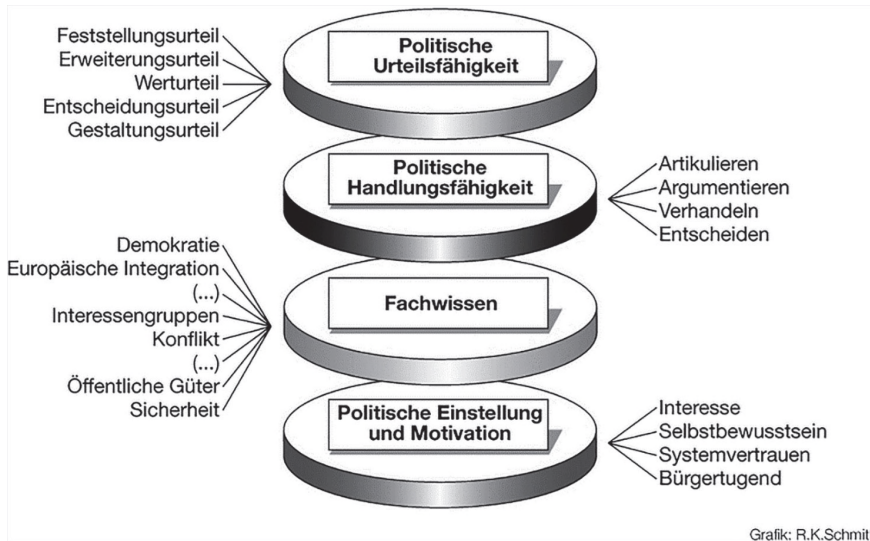 Feststellungsurteil
Erweiterungsurteil
Werturteil
Entscheidungsurteil
Gestaltungsurteil
Politische
Urteilsfähigkeit
Politische
Handlungsfähigkeit
Artikulieren
Argumentieren
Verhandeln
Entscheiden
Demokratie
Europäische Integration
(...)
Interessengruppen
Konflikt
(...)
Öffentliche Güter
Sicherheit
Fachwissen
Politische Einstellung
und Motivation
Interesse
Selbstbewusstsein
Systemvertrauen
Bürgertugend
Grafik: R.K.Schmit